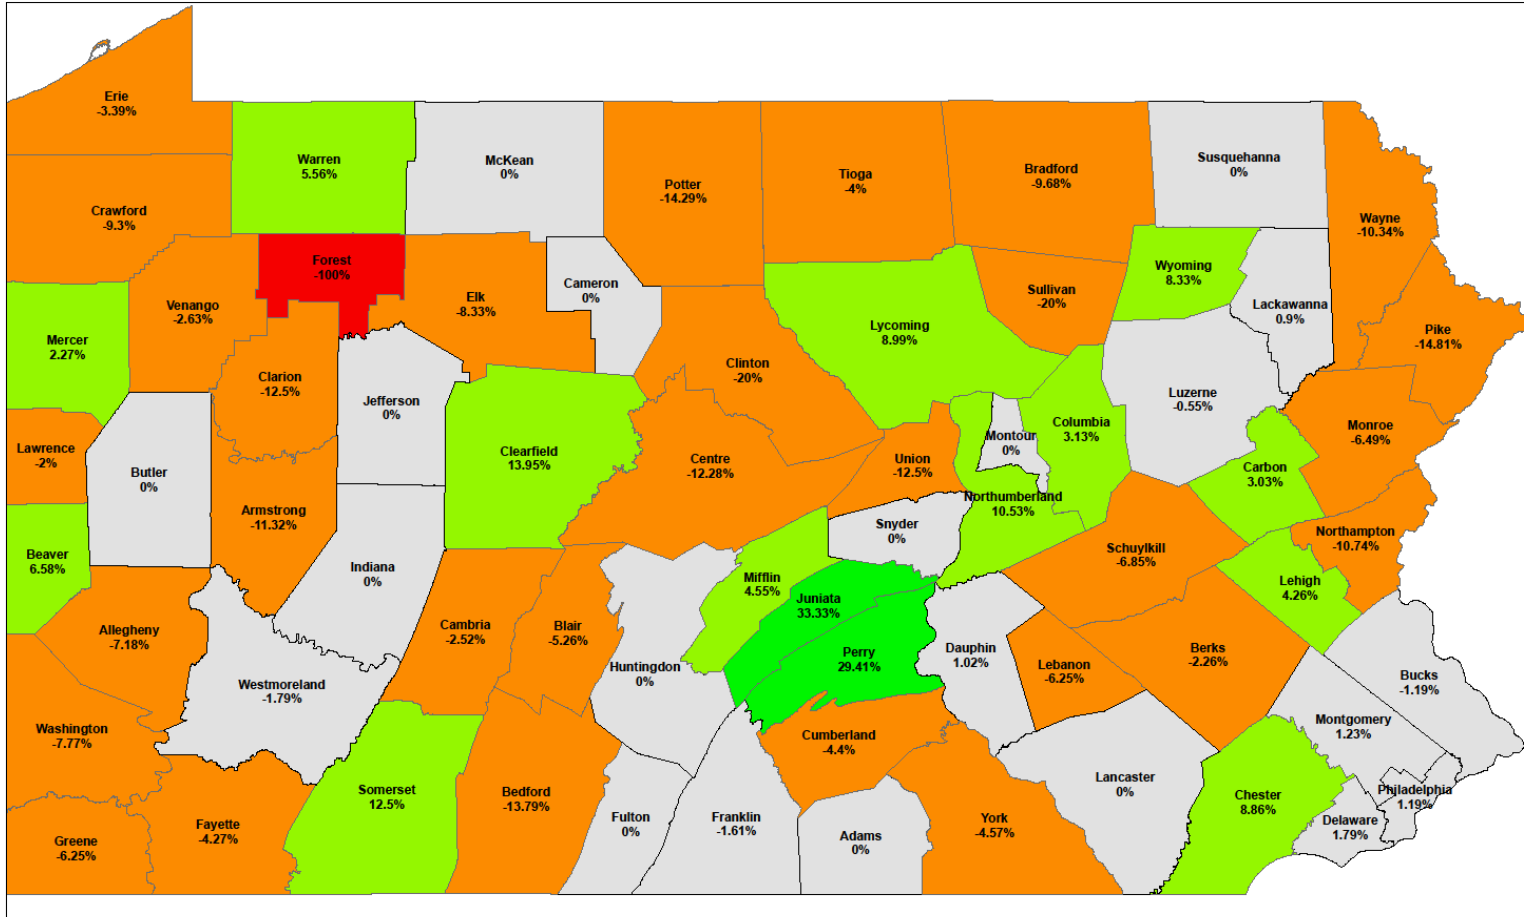 Erie
-3.39%
Warren
5.56%
McKean
0%
Potter
-14.29%
Tioga
-4%
Bradford
-9.68%
Susquehanna
0%
Wayne
-10.34%
Crawford
-9.3%
Forest
-100%
Venango
-2.63%
Elk
-8.33%
Cameron
0%
Sullivan
-20%
Wyoming
8.33%
Lackawanna
0.9%
Pike
-14.81%
Mercer
2.27%
Clarion
-12.5%
Jefferson
0%
Clinton
-20%
Lycoming
8.99%
Luzerne
-0.55%
Monroe
-6.49%
Lawrence
-2%
Butler
0%
Clearfield
13.95%
Centre
-12.28%
Union
-12.5%
Montour
0%
Columbia
3.13%
Carbon
3.03%
Armstrong
-11.32%
Northumberland
10.53%
Snyder
0%
Northampton
-10.74%
Beaver
6.58%
Indiana
0%
Schuylkill
-6.85%
Lehigh
4.26%
Mifflin
4.55%
Juniata
33.33%
Allegheny
-7.18%
Cambria
-2.52%
Blair
-5.26%
Huntingdon
0%
Perry
29.41%
Dauphin
1.02%
Lebanon
-6.25%
Berks
-2.26%
Bucks
-1.19%
Westmoreland
-1.79%
Washington
-7.77%
Cumberland
-4.4%
Montgomery
1.23%
Somerset
12.5%
Bedford
-13.79%
Lancaster
0%
Chester
8.86%
Philadelphia
1.19%
Greene
-6.25%
Fayette
-4.27%
Fulton
0%
Franklin
-1.61%
Adams
0%
York
-4.57%
Delaware
1.79%